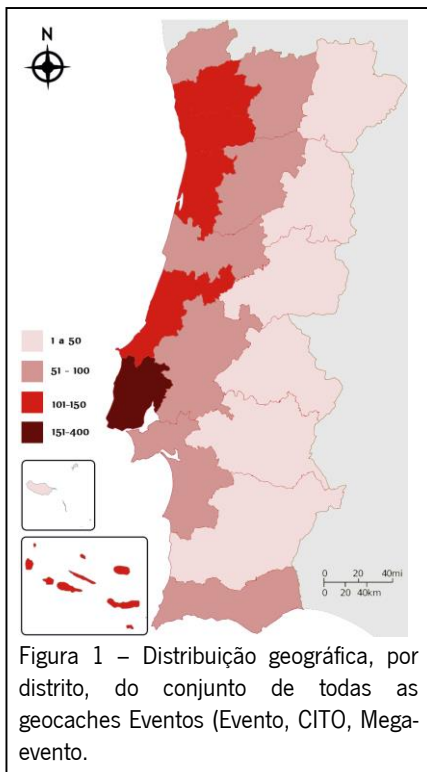 N
1 a 50
51 - 100
101-150
151-400
0 40mi
0 20 40km
Figura 1 – Distribuição geográfica, por
distrito, do conjunto de todas as
geocaches Eventos (Evento, CITO, Mega-
evento.